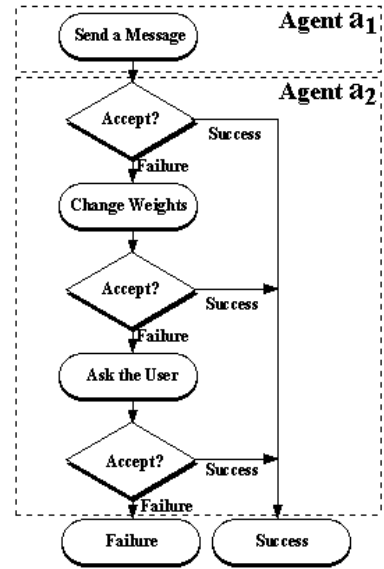 Agent a1
Send a Message
Agent a2
Accept?
Success
Failure
Change Weights
Accept?
Success
Failure
Ask the User
Accept?
Success
Failure
Failure
Success